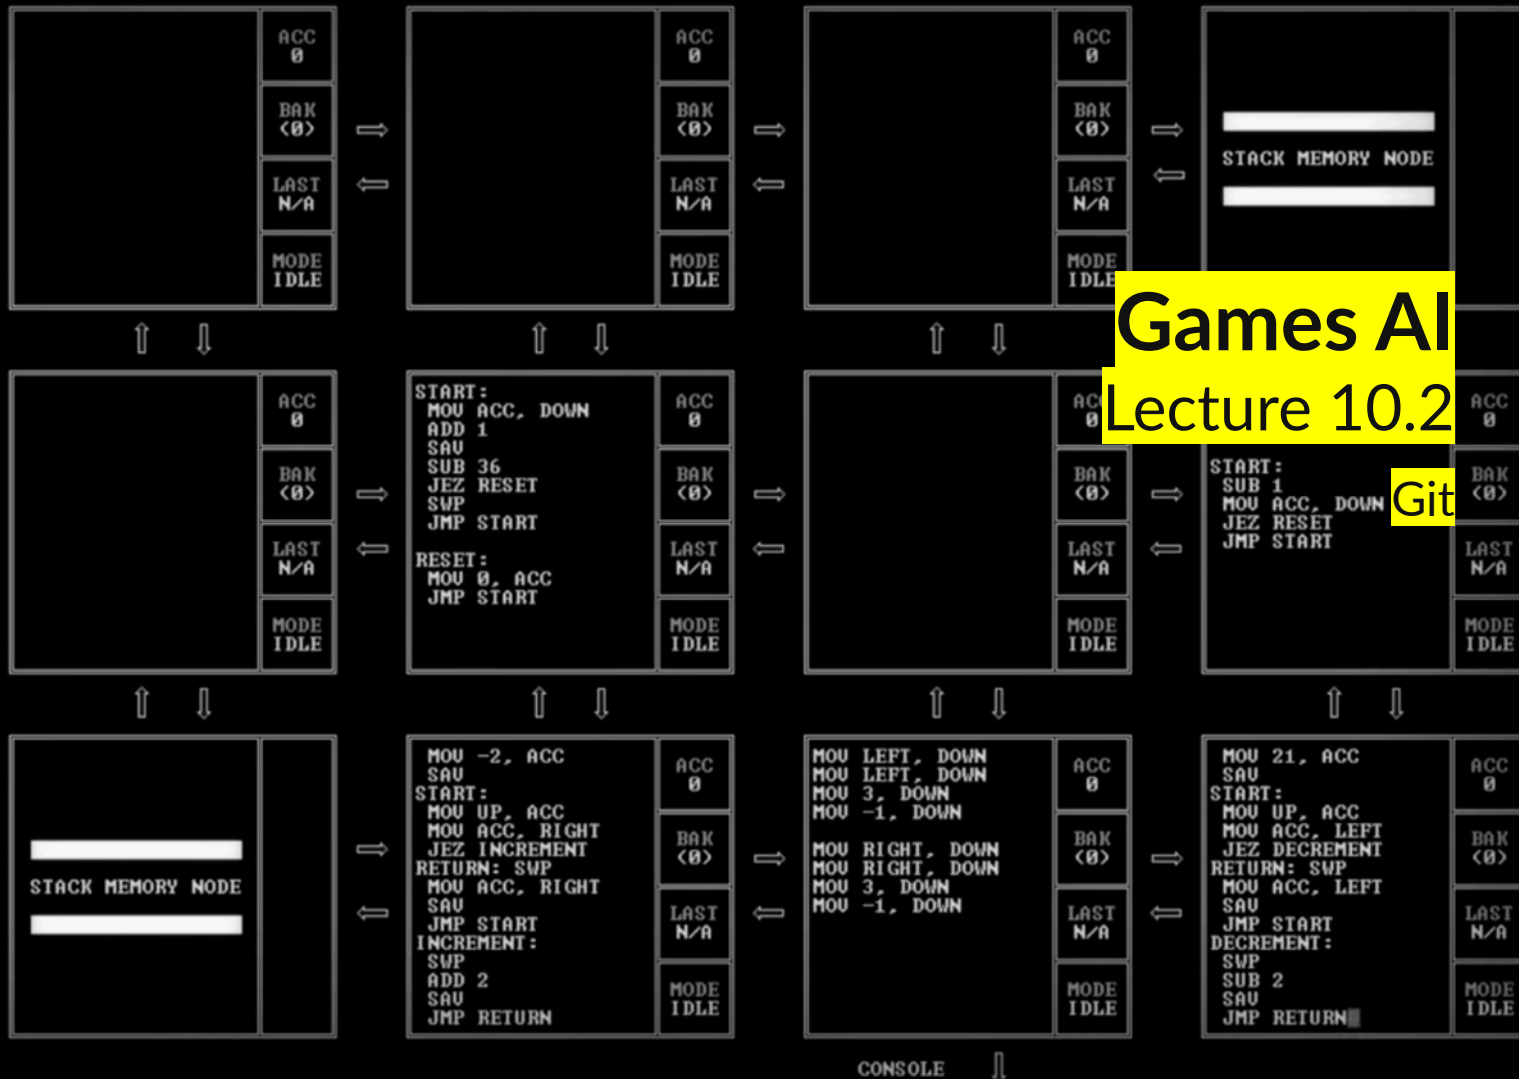 ACC
0
BAK
(0)
LAST
N/A
MODE
IDLE
ACC
0
BAK
(0)
LAST
N/A
MODE
IDLE
ACC
0
BAK
(0)
LAST
N/A
MODE
IDLE
STACK MEMORY NODE
Games AI
Lecture 10.2
Git
ACC
0
BAK
(0)
LAST
N/A
MODE
IDLE
START:
MOV ACC, DOWN
ADD 1
SAV
SUB 36
JEZ RESET
SWP
JMP START
RESET:
MOV 0, ACC
JMP START
ACC
0
BAK
(0)
LAST
N/A
MODE
IDLE
AC
0
BAK
(0)
LAST
N/A
MODE
IDLE
START:
SUB 1
MOV ACC, DOWN
JEZ RESET
JMP START
ACC
0
BAK
(0)
LAST
N/A
MODE
IDLE
STACK MEMORY NODE
MOV -2, ACC
SAV
START:
MOV UP, ACC
MOV ACC, RIGHT
JEZ INCREMENT
RETURN: SWP
MOV ACC, RIGHT
SAV
JMP START
INCREMENT:
SWP
ADD 2
SAV
JMP RETURN
ACC
0
BAK
(0)
LAST
N/A
MODE
IDLE
MOV LEFT, DOWN
MOV LEFT, DOWN
MOV 3, DOWN
MOV -1, DOWN
MOV RIGHT, DOWN
MOV RIGHT, DOWN
MOV 3, DOWN
MOV -1, DOWN
ACC
0
BAK
(0)
LAST
N/A
MODE
IDLE
MOV 21, ACC
SAV
START:
MOV UP, ACC
MOV ACC, LEFT
JEZ DECREMENT
RETURN: SWP
MOV ACC, LEFT
SAV
JMP START
DECREMENT:
SWP
SUB 2
SAV
JMP RETURN
ACC
0
BAK
(0)
LAST
N/A
MODE
IDLE
CONSOLE